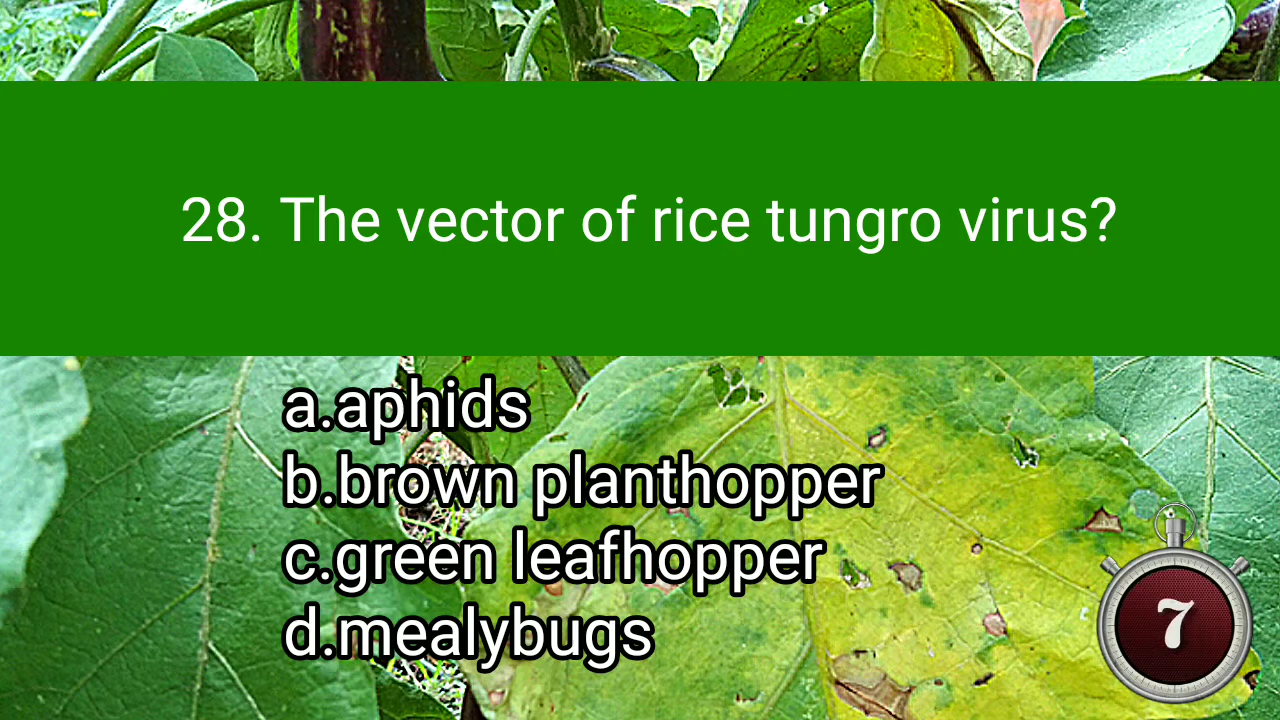 28. The vector of rice tungro virus?
a.aphids
b.brown planthopper
c.green leafhopper
d.mealybugs
7